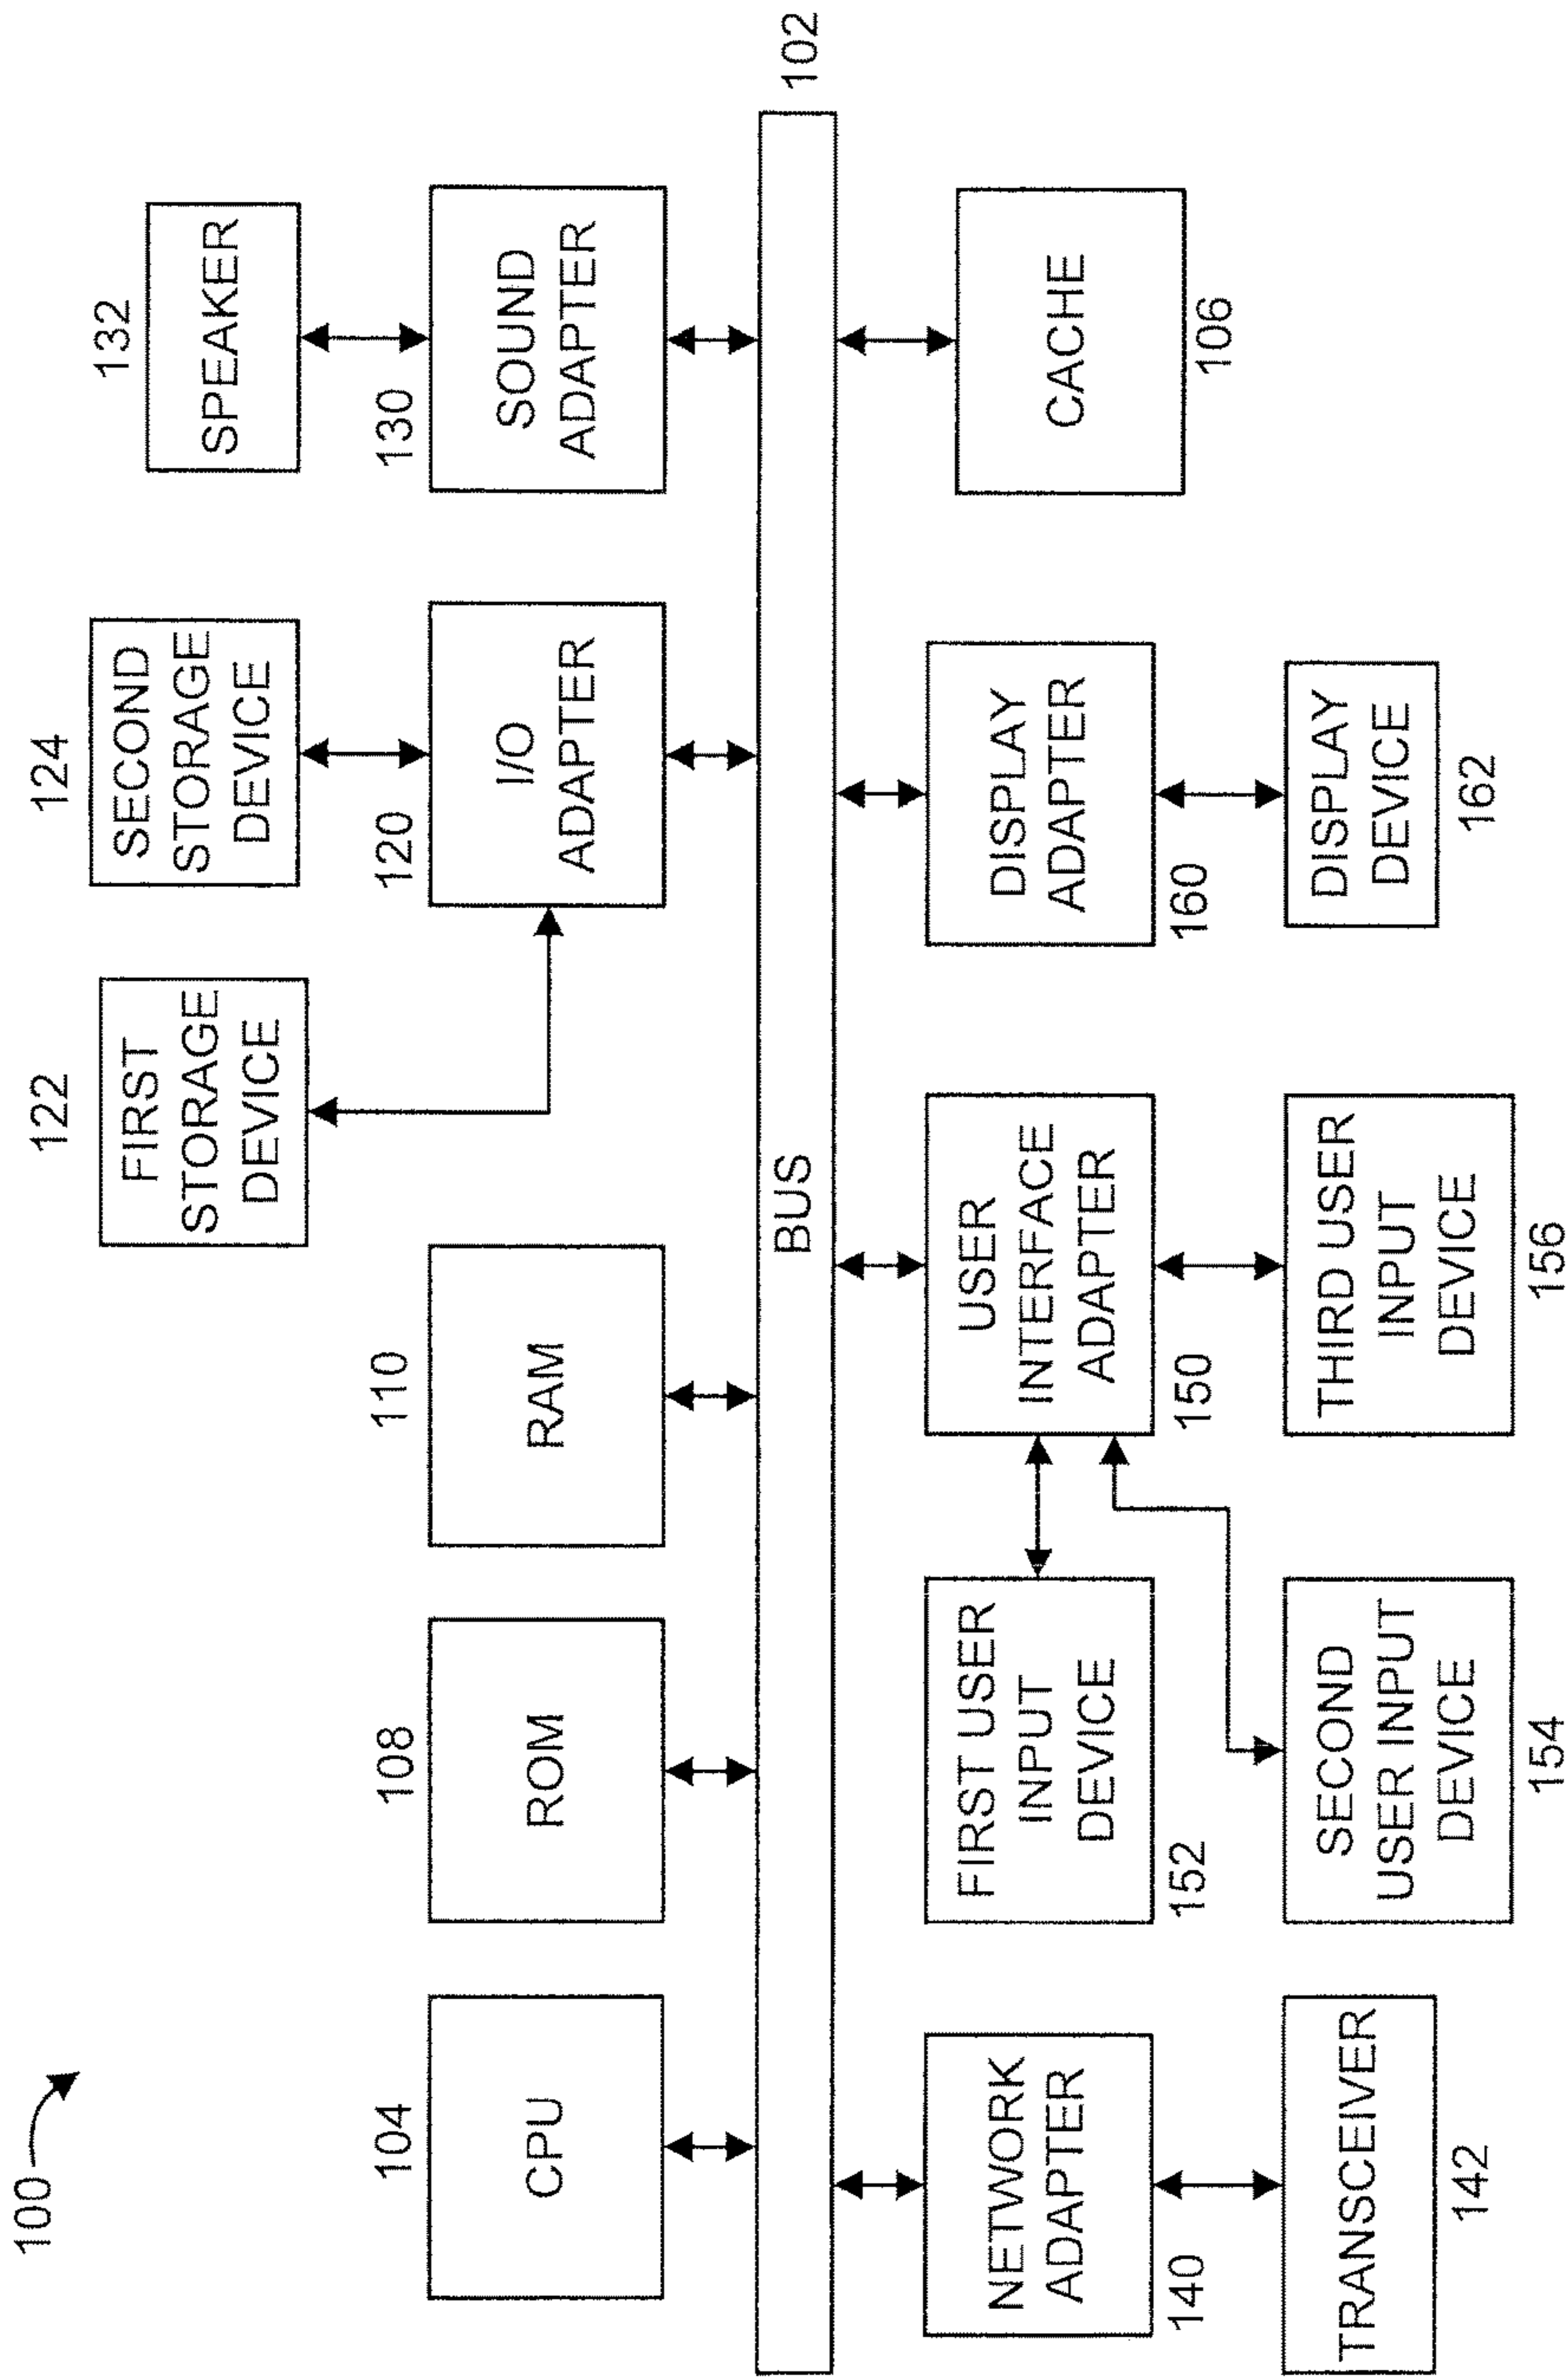 100
122
FIRST
STORAGE
DEVICE
124
SECOND
STORAGE
DEVICE
132
SPEAKER
104
CPU
108
ROM
110
RAM
120
I/O
ADAPTER
130
SOUND
ADAPTER
BUS
102
NETWORK
ADAPTER
140
FIRST USER
INPUT
DEVICE
152
USER
INTERFACE
ADAPTER
150
DISPLAY
ADAPTER
160
CACHE
106
TRANSCEIVER
142
SECOND
USER INPUT
DEVICE
154
THIRD USER
INPUT
DEVICE
156
DISPLAY
DEVICE
162